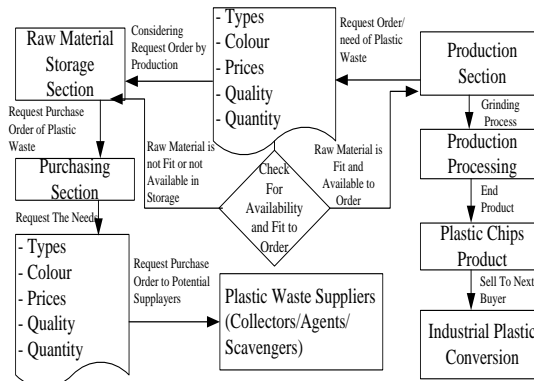 Raw Material
Storage
Section
Considering
Request Order by
Production
- Types
- Colour
- Prices
- Quality
- Quantity
Request Order/
need of Plastic
Waste
Production
Section
Request Purchase
Order of Plastic
Waste
Raw Material is
not Fit or not
Available in
Storage
Check
For
Availability
and Fit to
Order
Raw Material is
Fit and
Available to
Order
Grinding
Process
Production
Processing
Purchasing
Section
End
Product
Request The Needs
Plastic Chips
Product
- Types
- Colour
- Prices
- Quality
- Quantity
Request Purchase
Order to Potential
Supplayers
Plastic Waste Suppliers
(Collectors/Agents/
Scavengers)
Sell To Next
Buyer
Industrial Plastic
Conversion